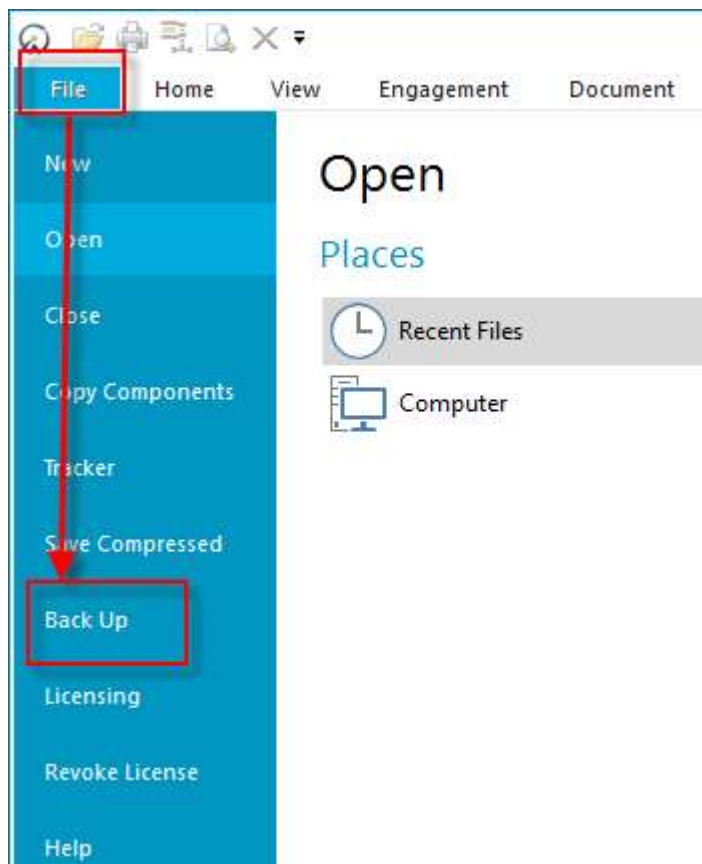 File Home View Engagement Document
New
Open
Close
Copy Components
Tracker
Save Compressed
Back Up
Licensing
Revoke License
Help
Open
Places
Recent Files
Computer